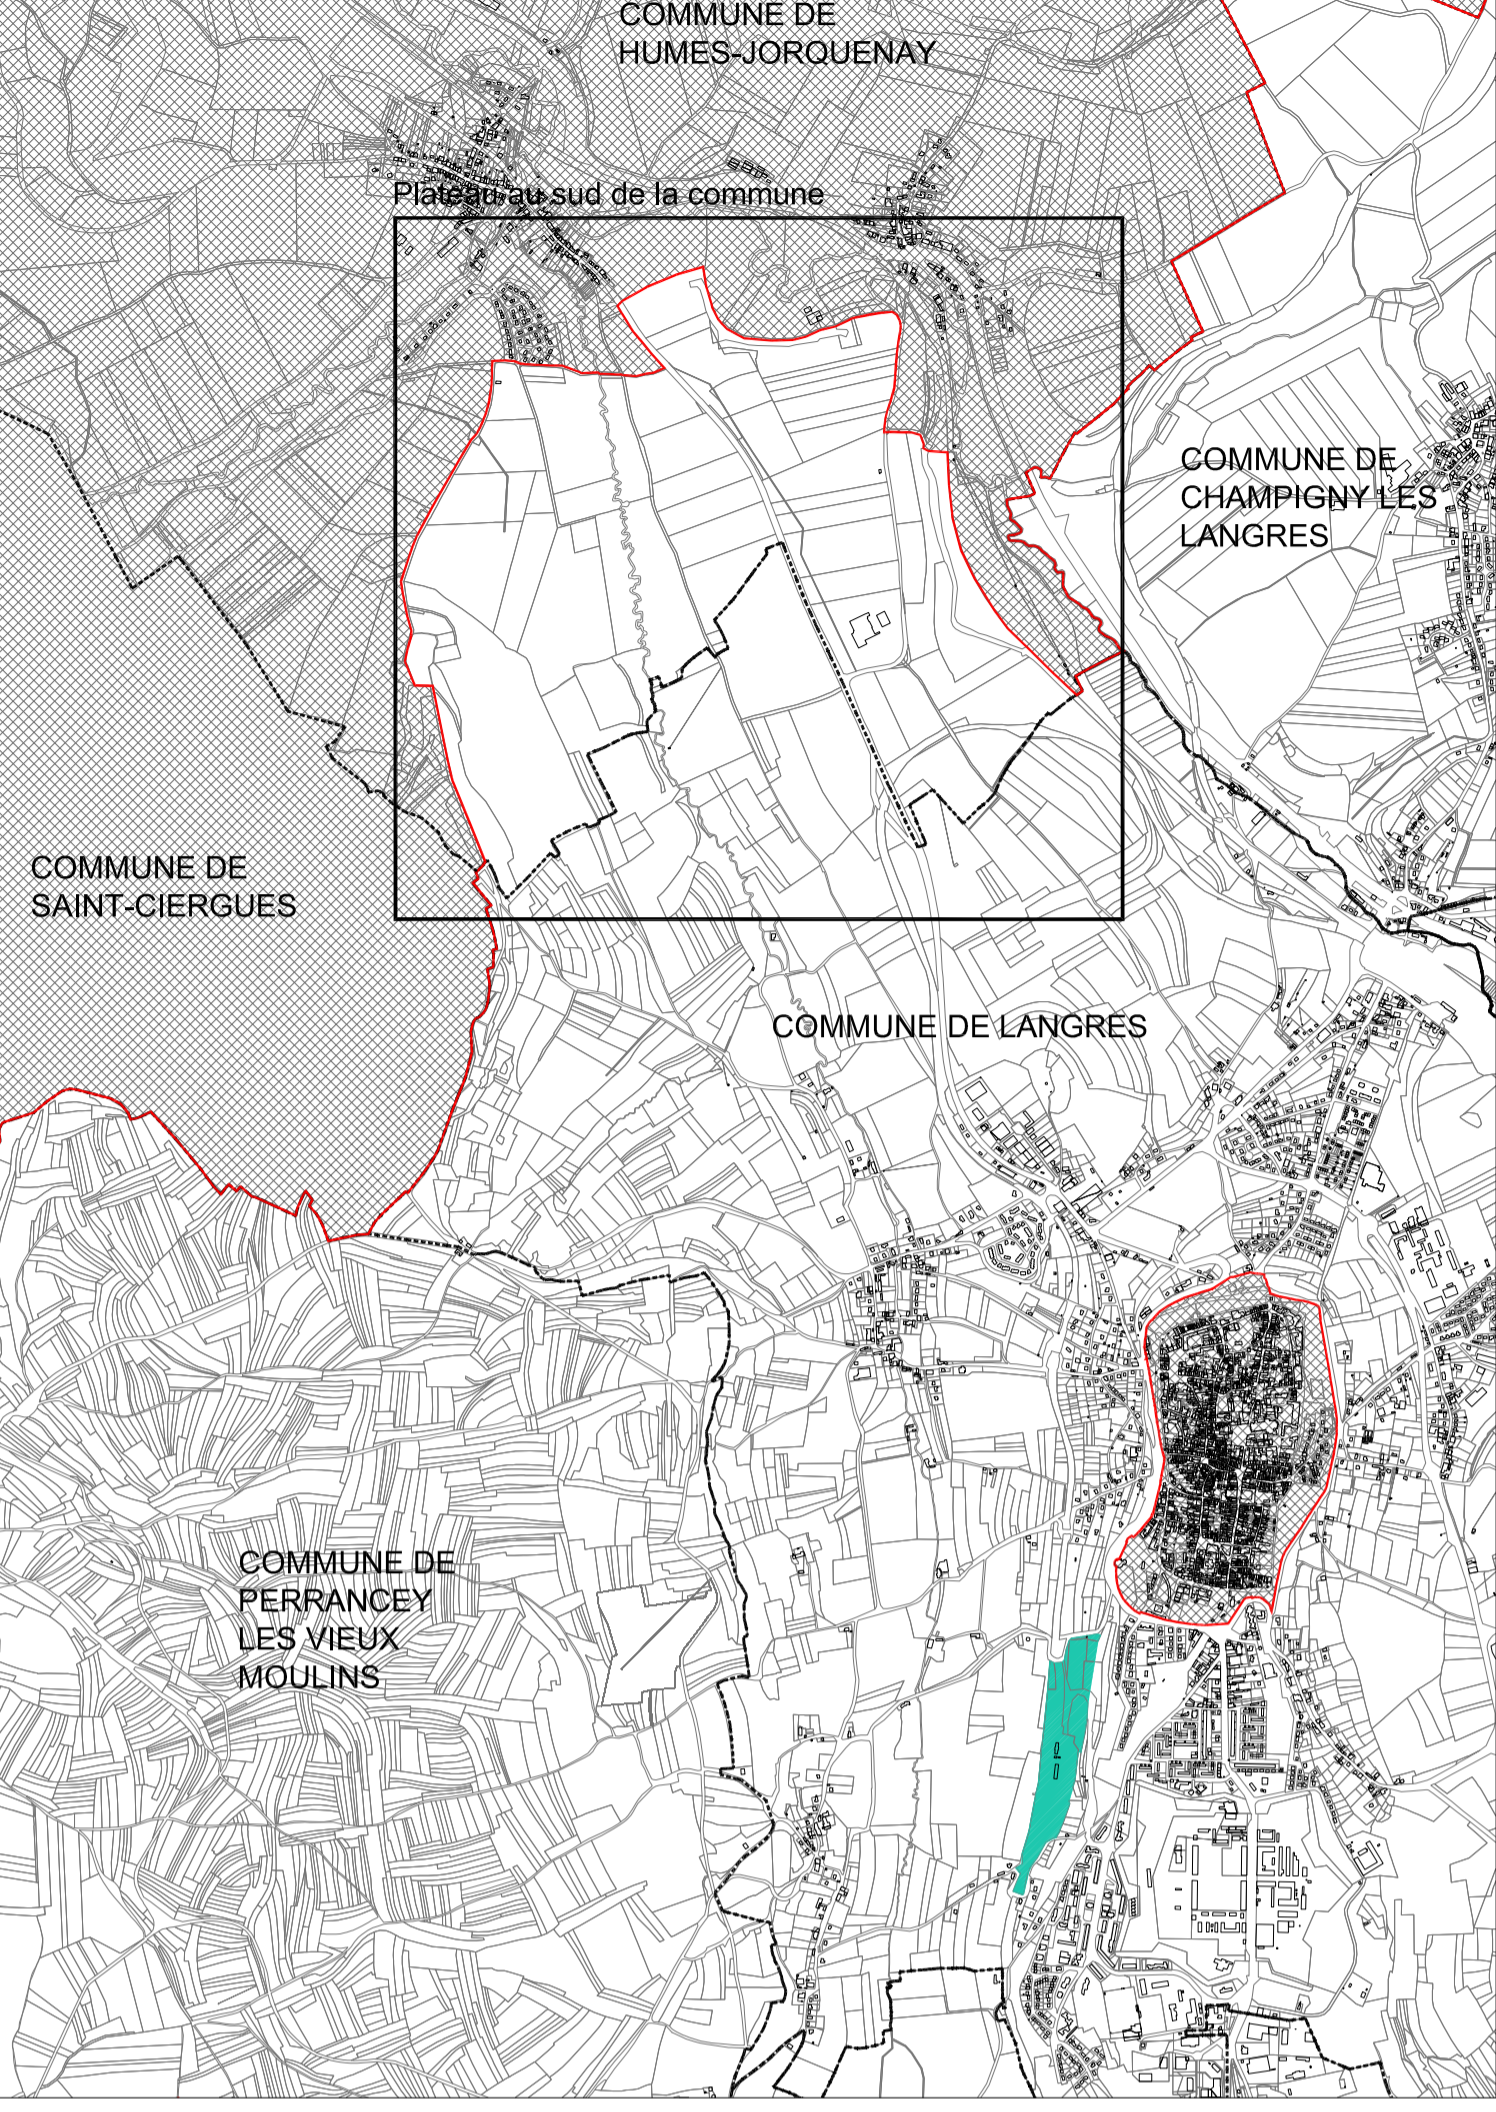 COMMUNE DE
HUMES-JORQUENAY
Plateau au sud de la commune
COMMUNE DE
CHAMPIGNY LES
LANGRES
COMMUNE DE
SAINT-CIERGUES
COMMUNE DE LANGRES
COMMUNE DE
PERRANCEY
LES VIEUX
MOULINS